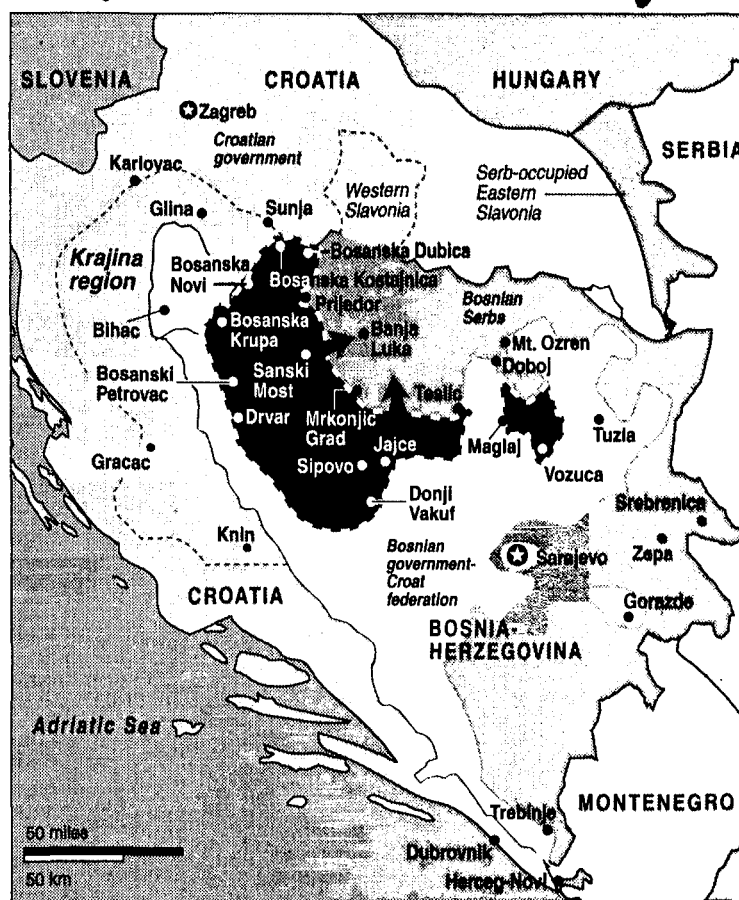 SLOVENIA
CROATIA
HUNGARY
SERBIA
Zagreb
Croatian
government
Karloyac
Western
Slavonia
Serb-occupied
Eastern
Slavonia
Glina
Sunja
Krajina
region
Bosanska
Novi
Bosanska Dubica
Bosanska Kostajnica
Prijedor
Bosnian
Serbs
Bihac
Bosanska
Krupa
Banja
Luka
Mt. Ozren
Doboj
Sanski
Most
Bosanski
Petrovac
Teslic
Drvar
Mrkonjic
Grad
Maglaj
Tuzla
Gracac
Jajce
Sipovo
Vozuca
Donji
Vakuf
Srebrenica
Knin
Bosnian
government-
Croat
federation
Sarajevo
Zepa
CROATIA
Gorazde
BOSNIA-
HERZEGOVINA
Adriatic Sea
MONTENEGRO
Trebinje
50 miles
50 km
Dubrovnik
Herceg-Novi